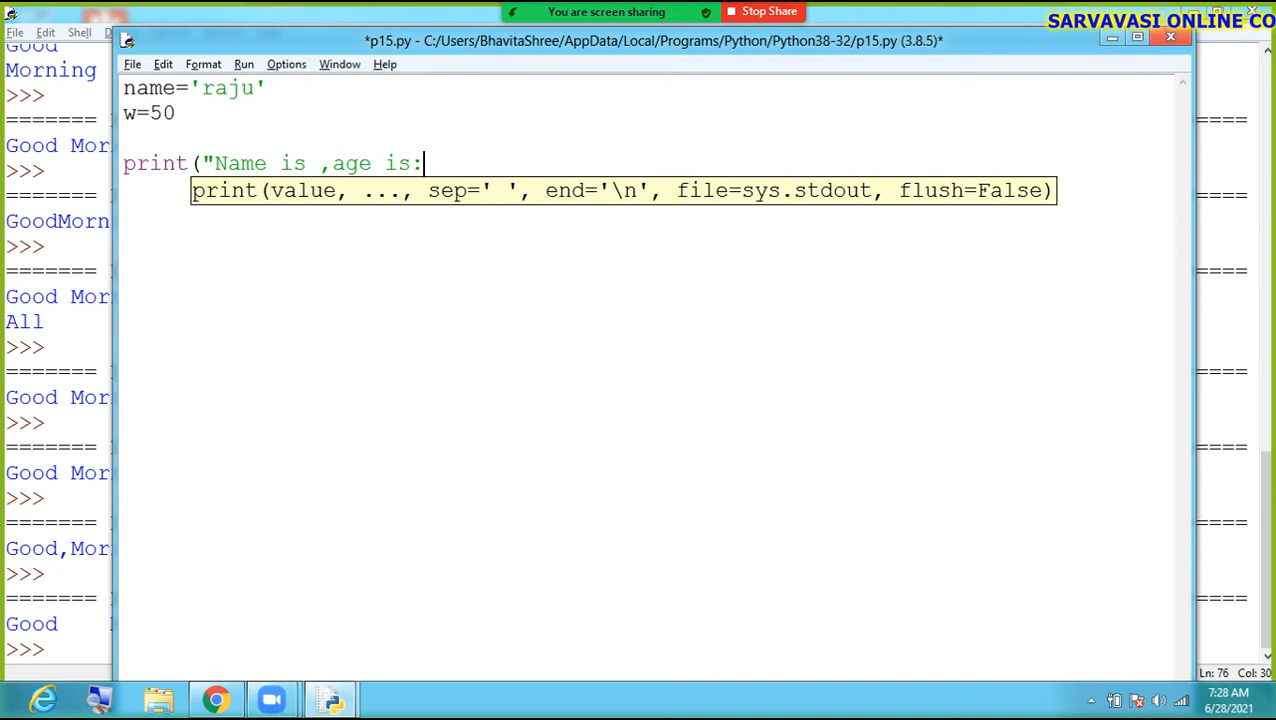 You are screen sharing
Stop Share
SARVAVASI ONLINE CO
File Edit Shell
*p15.py - C:/Users/BhavitaShree/AppData/Local/Programs/Python/Python38-32/p15.py (3.8.5)*
File Edit Format Run Options Window Help
name='raju'
w=50
print("Name is ,age is:
print(value, ..., sep=' ', end='\n', file=sys.stdout, flush=False)
Good
Morning
>>>
=======
Good Mor
>>>
=======
GoodMorn
>>>
=======
Good Mor
All
>>>
=======
Good Mor
>>>
=======
Good Mor
>>>
=======
Good,Mor
>>>
=======
Good
>>>
Ln: 76 Col: 30
7:28 AM
6/28/2021